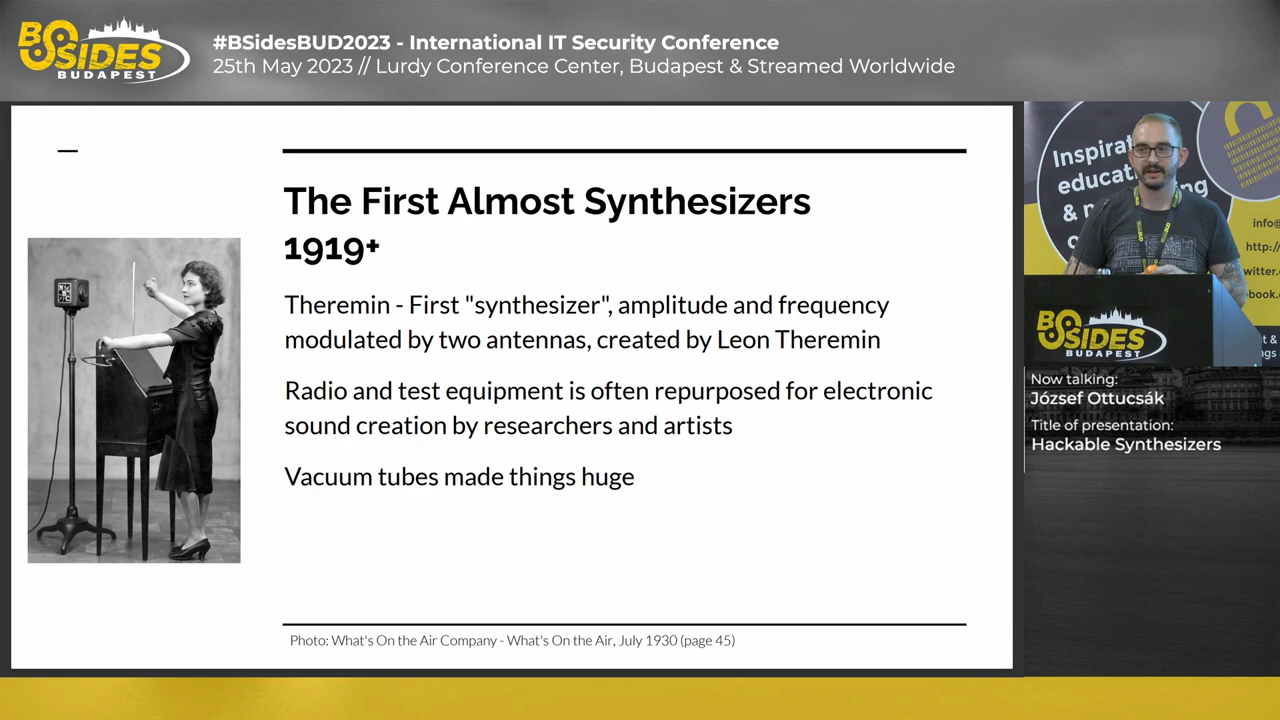 BSIDES
BUDAPEST
#BSidesBUD2023 - International IT Security Conference
25th May 2023 // Lurdy Conference Center, Budapest & Streamed Worldwide
The First Almost Synthesizers
1919+
Theremin - First "synthesizer", amplitude and frequency
modulated by two antennas, created by Leon Theremin
Radio and test equipment is often repurposed for electronic
sound creation by researchers and artists
Vacuum tubes made things huge
Photo: What's On the Air Company - What's On the Air, July 1930 (page 45)
info@
http:/
BSIDES
BUDAPEST
Now talking:
József Ottucsák
Title of presentation:
Hackable Synthesizers